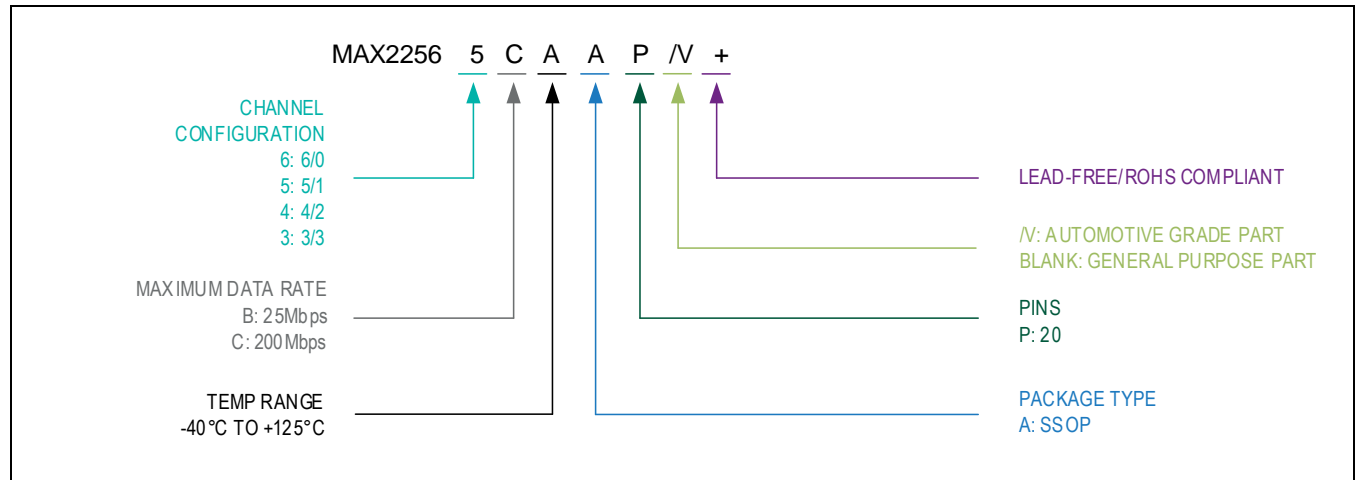 MAX2256 5 C A A P /V +
CHANNEL
CONFIGURATION
6: 6/0
5: 5/1
4: 4/2
3: 3/3
MAXIMUM DATA RATE
B: 25Mbps
C: 200Mbps
TEMP RANGE
-40°C TO +125°C
LEAD-FREE/ROHS COMPLIANT
/V: AUTOMOTIVE GRADE PART
BLANK: GENERAL PURPOSE PART
PINS
P: 20
PACKAGE TYPE
A: SSOP